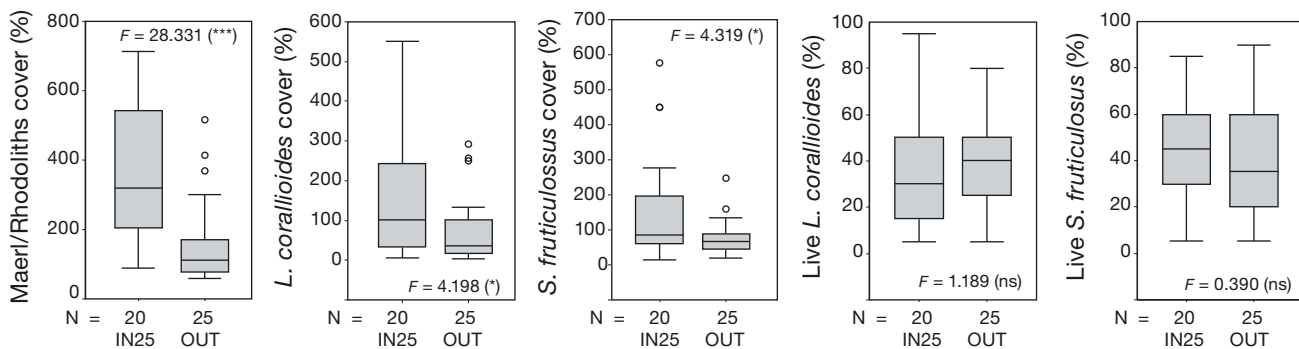 Maerl/Rhodoliths cover (%)
800
600
400
200
0
F = 28.331 (***)
N = 20 25
IN25 OUT
L. corallioides cover (%)
600
500
400
300
200
150
100
50
0
F = 4.198 (*)
N = 20 25
IN25 OUT
S. fruticulossus cover (%)
700
600
500
400
300
200
100
0
F = 4.319 (*)
N = 20 25
IN25 OUT
Live L. corallioides (%)
100
80
60
40
20
0
F = 1.189 (ns)
N = 20 25
IN25 OUT
Live S. fruticulosus (%)
100
80
60
40
20
0
F = 0.390 (ns)
N = 20 25
IN25 OUT